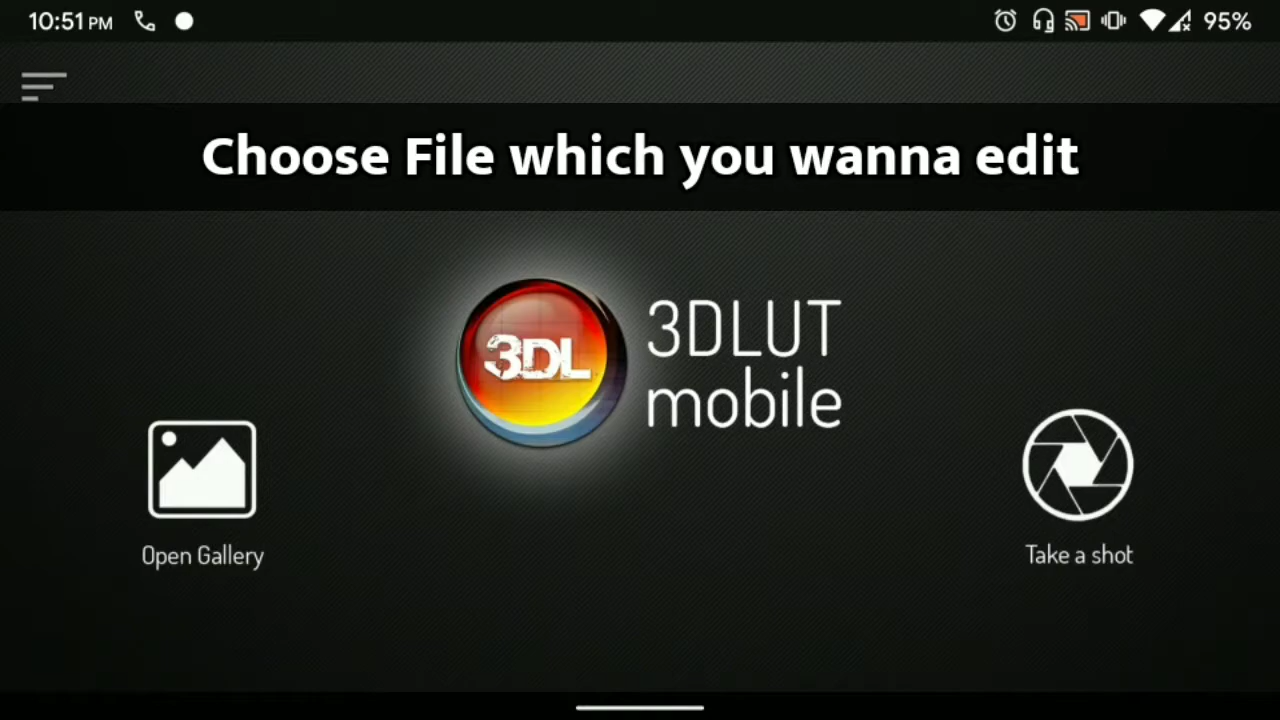 10:51 PM
95%
Choose File which you wanna edit
3DL
3DLUT
mobile
Open Gallery
Take a shot